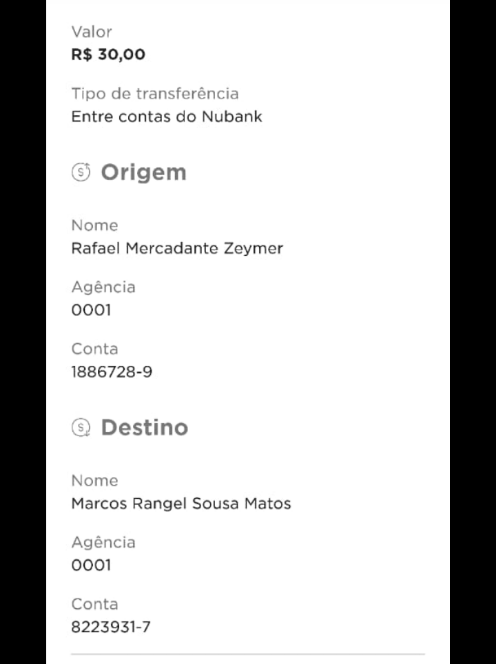 Valor
R$ 30,00
Tipo de transferência
Entre contas do Nubank
Origem
Nome
Rafael Mercadante Zeymer
Agência
0001
Conta
1886728-9
Destino
Nome
Marcos Rangel Sousa Matos
Agência
0001
Conta
8223931-7